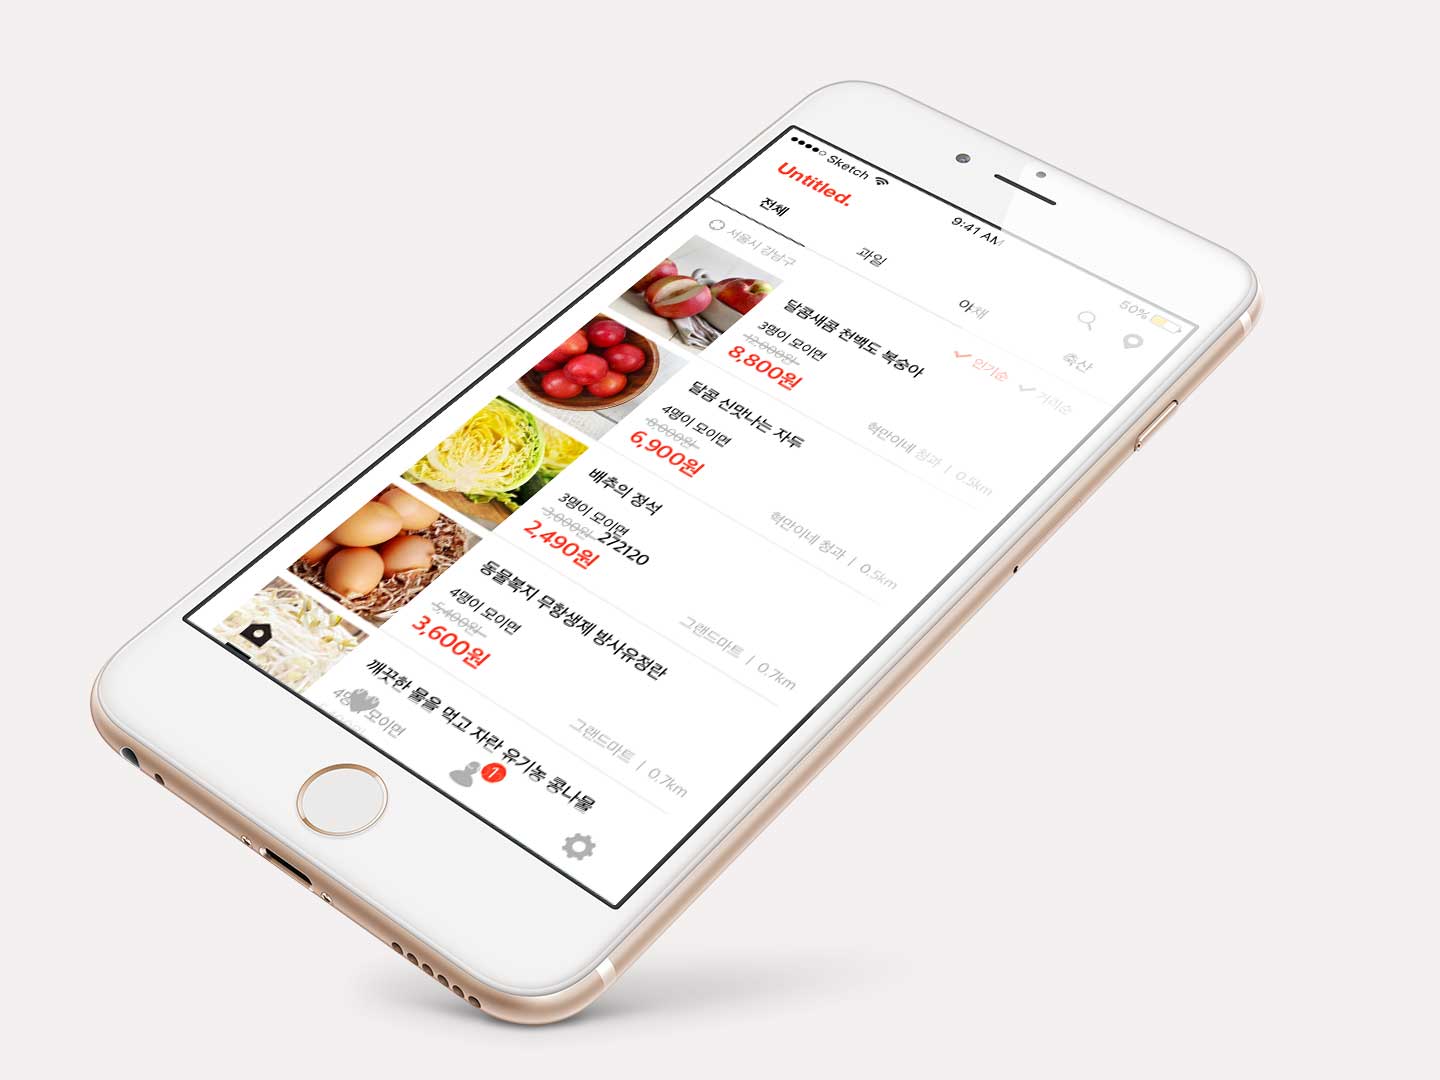 Sketch
9:41 AM
50%
Untitled.
전체
과일
야채
축산
서울시 강남구
인기순
거리순
달콤새콤 천백도 복숭아
3명이 모이면
12,000원
8,800원
혁만이네 청과 | 0.5km
달콤 신맛나는 자두
4명이 모이면
6,900원
혁만이네 청과 | 0.5km
배추의 정석
3명이 모이면
3,000원
272120
2,490원
그랜드마트 | 0.7km
동물복지 무항생제 방사유정란
4명이 모이면
5,400원
3,600원
그랜드마트 | 0.7km
깨끗한 물을 먹고 자란 유기농 콩나물
4명이 모이면
1